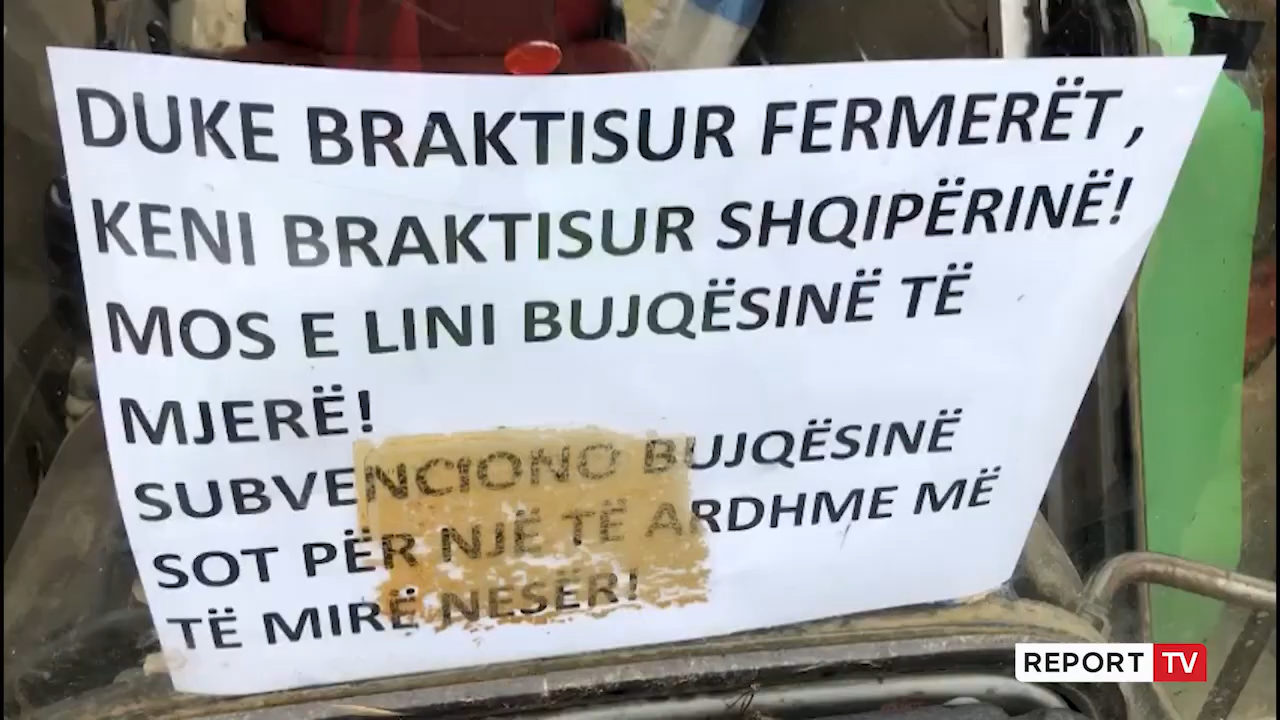 DUKE BRAKTISUR FERMERËT ,
KENI BRAKTISUR SHQIPËRINË!
MOS E LINI BUJQËSINË TË
MJERË!
SUBVENCIONO BUJQËSINË
SOT PËR NJË TË ARDHME MË
TË MIRË NESËR!
REPORT TV